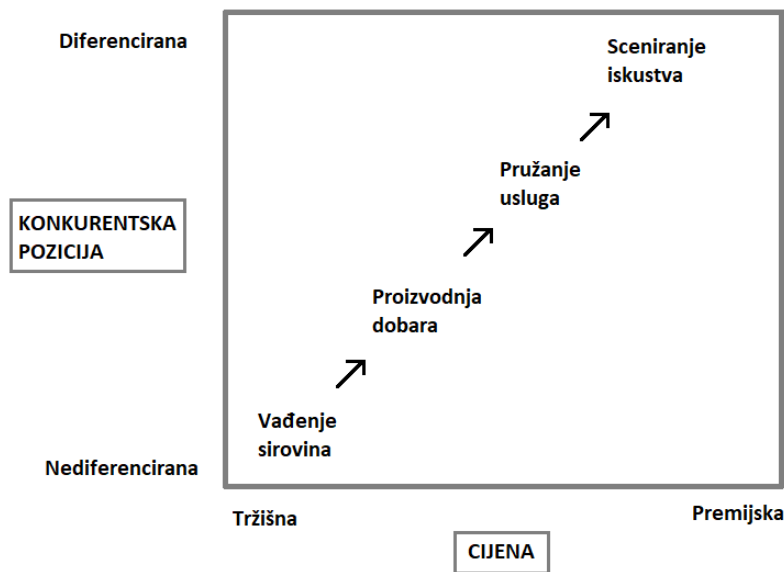 Diferencirana
Sceniranje
iskustva
Pružanje
usluga
KONKURENTSKA
POZICIJA
Proizvodnja
dobara
Vađenje
sirovina
Nediferencirana
Tržišna
Premijska
CIJENA